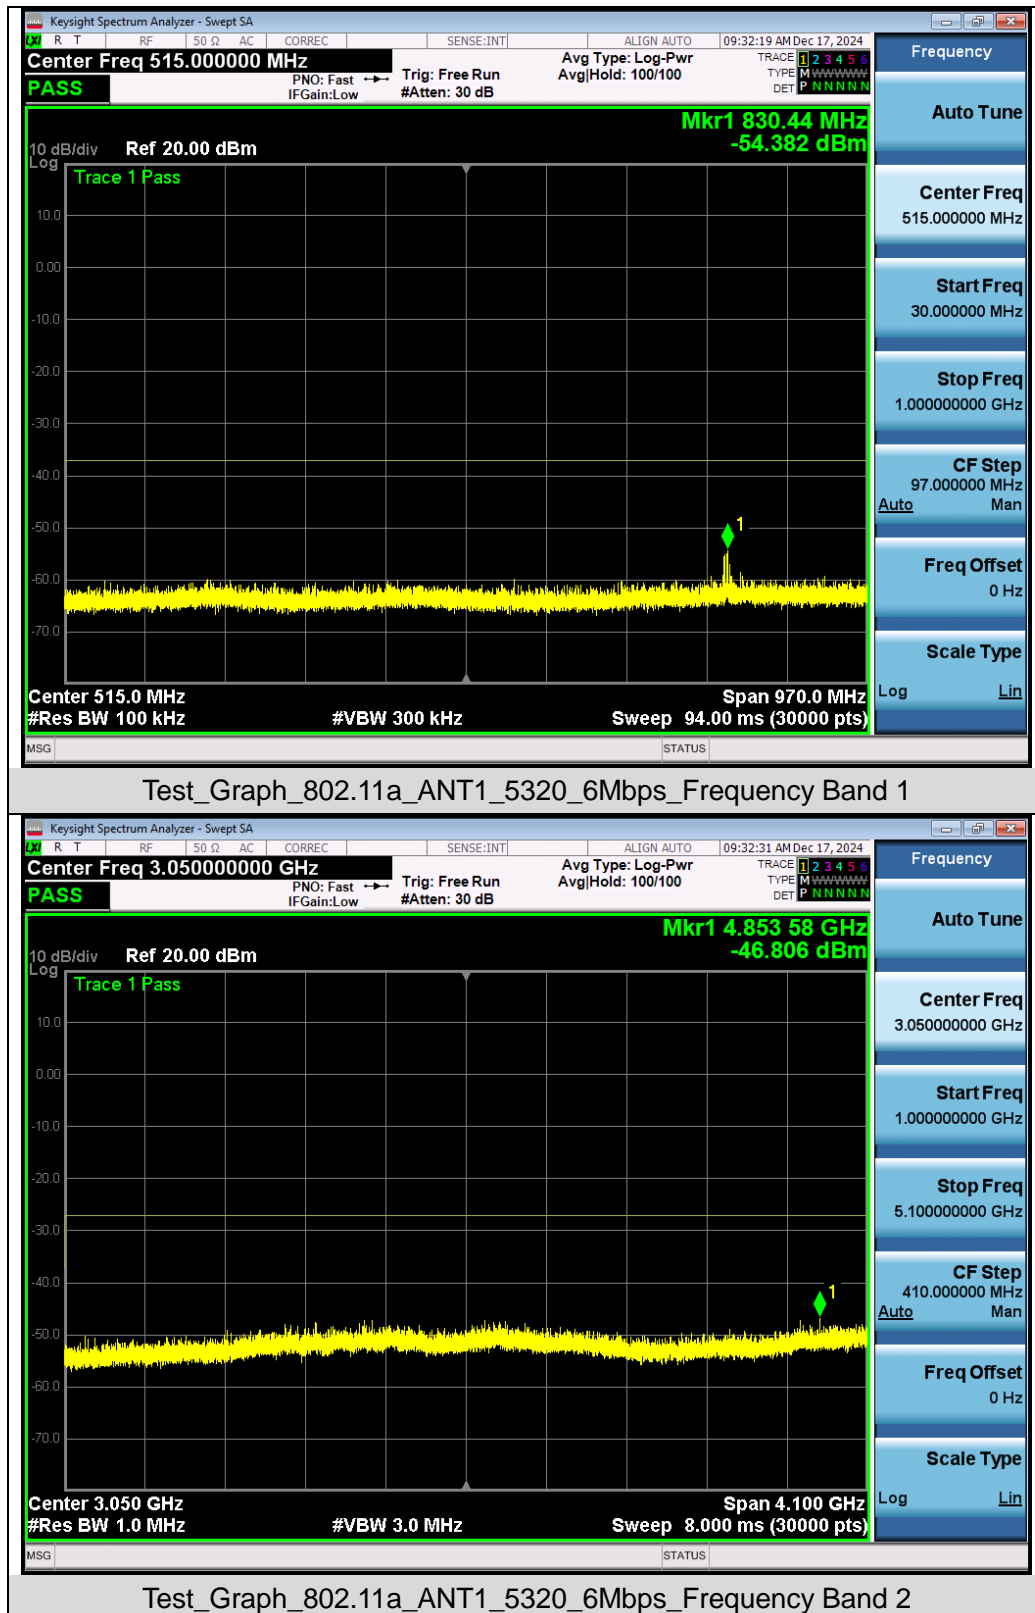 Keysight Spectrum Analyzer - Swept SA
LXI R T RF 50 Ω AC CORREC SENSE:INT ALIGN AUTO 09:32:19 AM Dec 17, 2024
Center Freq 515.000000 MHz
PASS
PNO: Fast
IFGain:Low
Trig: Free Run
#Atten: 30 dB
Avg Type: Log-Pwr
Avg|Hold: 100/100
TRACE 1 2 3 4 5 6
TYPE M WWWWW
DET P N N N N N
Mkr1 830.44 MHz
-54.382 dBm
10 dB/div Ref 20.00 dBm
Log
Trace 1 Pass
10.0
0.00
-10.0
-20.0
-30.0
-40.0
-50.0
1
-60.0
-70.0
Center 515.0 MHz Span 970.0 MHz
#Res BW 100 kHz #VBW 300 kHz Sweep 94.00 ms (30000 pts)
MSG STATUS
Frequency
Auto Tune
Center Freq
515.000000 MHz
Start Freq
30.000000 MHz
Stop Freq
1.000000000 GHz
CF Step
97.000000 MHz
Auto Man
Freq Offset
0 Hz
Scale Type
Log Lin
Test_Graph_802.11a_ANT1_5320_6Mbps_Frequency Band 1
Keysight Spectrum Analyzer - Swept SA
LXI R T RF 50 Ω AC CORREC SENSE:INT ALIGN AUTO 09:32:31 AM Dec 17, 2024
Center Freq 3.050000000 GHz
PASS
PNO: Fast
IFGain:Low
Trig: Free Run
#Atten: 30 dB
Avg Type: Log-Pwr
Avg|Hold: 100/100
TRACE 1 2 3 4 5 6
TYPE M WWWWW
DET P N N N N N
Mkr1 4.853 58 GHz
-46.806 dBm
10 dB/div Ref 20.00 dBm
Log
Trace 1 Pass
10.0
0.00
-10.0
-20.0
-30.0
-40.0
1
-50.0
-60.0
-70.0
Center 3.050 GHz Span 4.100 GHz
#Res BW 1.0 MHz #VBW 3.0 MHz Sweep 8.000 ms (30000 pts)
MSG STATUS
Frequency
Auto Tune
Center Freq
3.050000000 GHz
Start Freq
1.000000000 GHz
Stop Freq
5.100000000 GHz
CF Step
410.000000 MHz
Auto Man
Freq Offset
0 Hz
Scale Type
Log Lin
Test_Graph_802.11a_ANT1_5320_6Mbps_Frequency Band 2